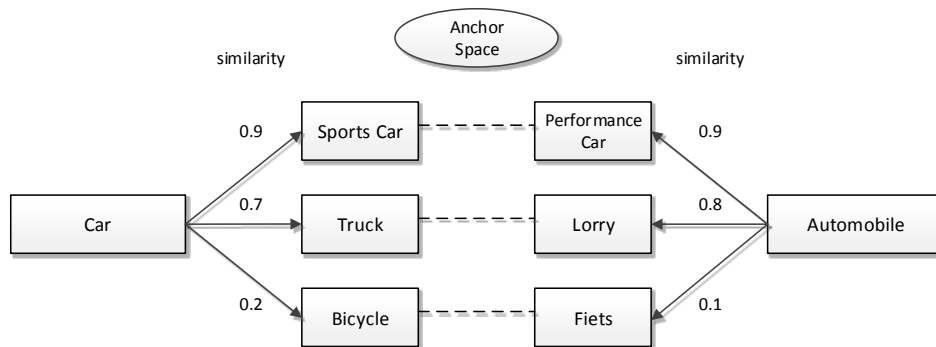 Anchor
Space
similarity
similarity
0.9
Sports Car
Performance
Car
0.9
Car
0.7
Truck
Lorry
0.8
Automobile
0.2
Bicycle
Fiets
0.1